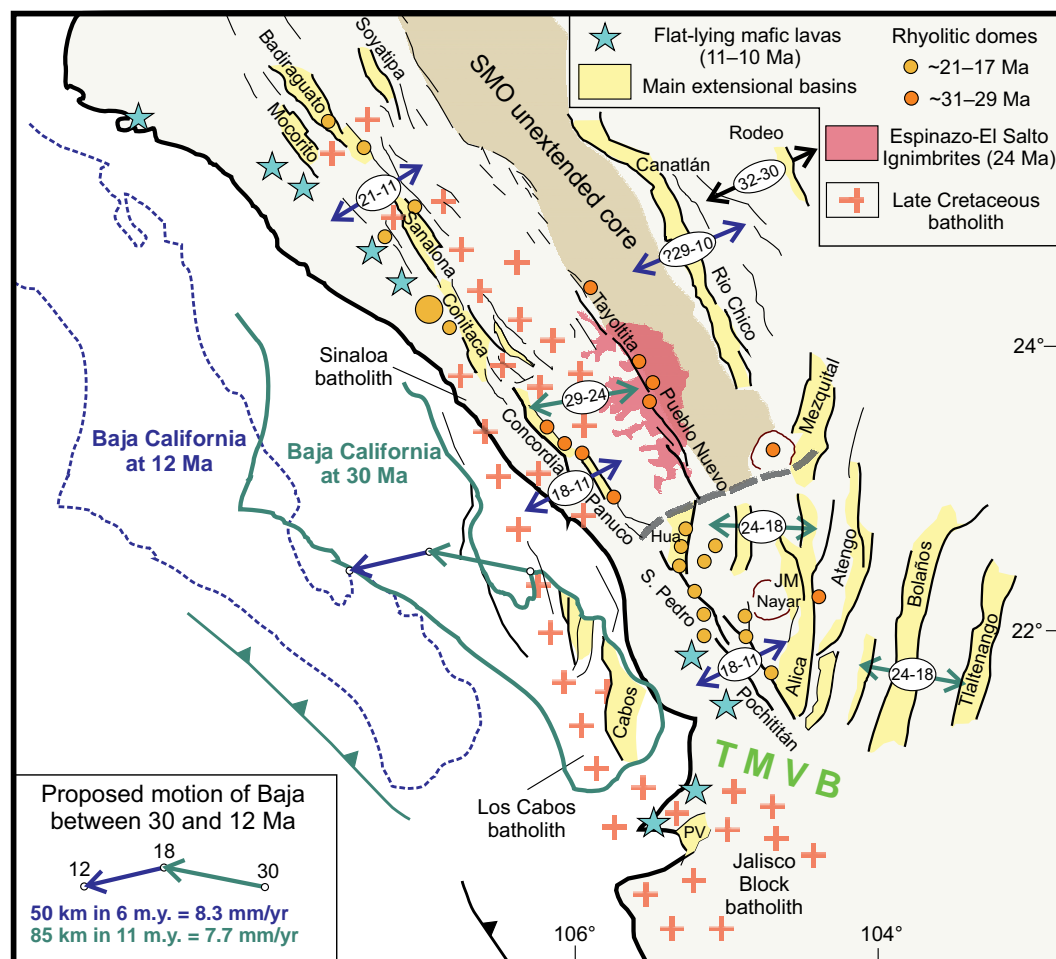 Flat-lying mafic lavas
(11–10 Ma)
Main extensional basins
Rhyolitic domes
~21–17 Ma
~31–29 Ma
Espinazo-El Salto
Ignimbrites (24 Ma)
Late Cretaceous
batholith
Badiraguato
Soyatipa
Mocorito
SMO unextended core
Rodeo
Canatlán
32-30
21-11
?29-10
Sanalona
Rio Chico
Conitaca
Tayoltita
24°
Sinaloa
batholith
29-24
Mezquital
Baja California
at 12 Ma
Baja California
at 30 Ma
Concordia
Pueblo Nuevo
18-11
Panuco
Hua
24-18
Atengo
Bolaños
JM
Nayar
S. Pedro
22°
18-11
Alica
24-18
Tlaltenango
Cabos
Pochititán
TMVB
Proposed motion of Baja
between 30 and 12 Ma
12
18
30
50 km in 6 m.y. = 8.3 mm/yr
85 km in 11 m.y. = 7.7 mm/yr
Los Cabos
batholith
PV
Jalisco
Block
batholith
106°
104°